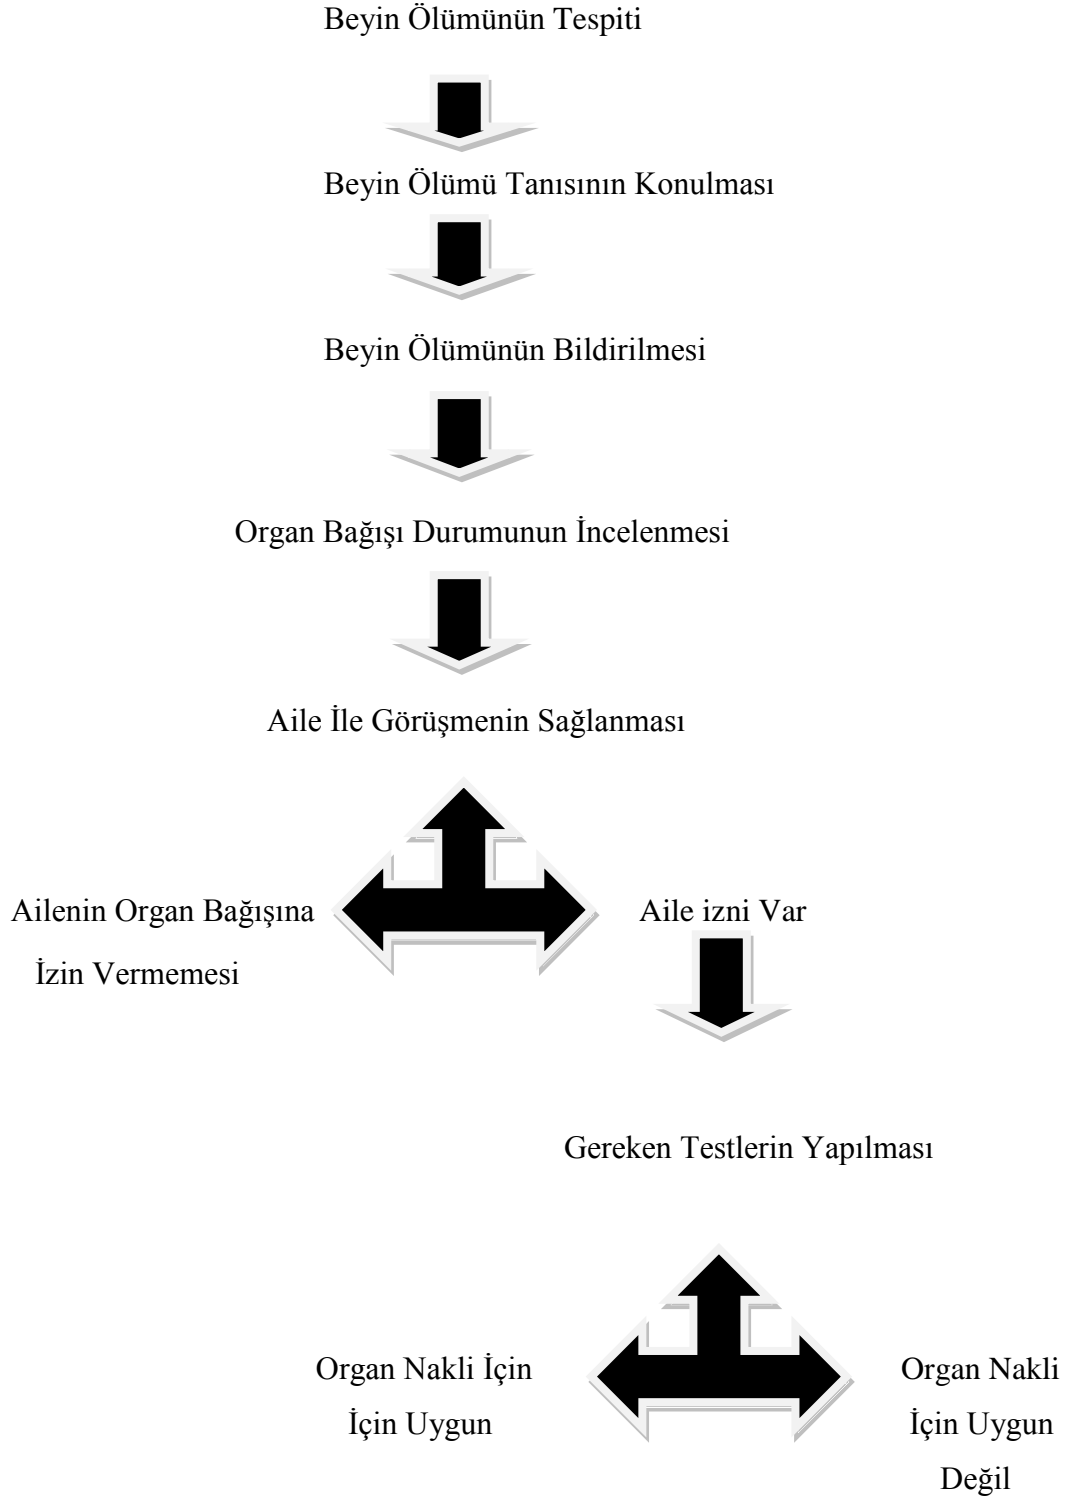 Beyin Ölümünün Tespiti
Beyin Ölümü Tanısının Konulması
Beyin Ölümünün Bildirilmesi
Organ Bağışı Durumunun İncelenmesi
Aile İle Görüşmenin Sağlanması
Ailenin Organ Bağışına
İzin Vermemesi
Aile izni Var
Gereken Testlerin Yapılması
Organ Nakli İçin
İçin Uygun
Organ Nakli
İçin Uygun
Değil